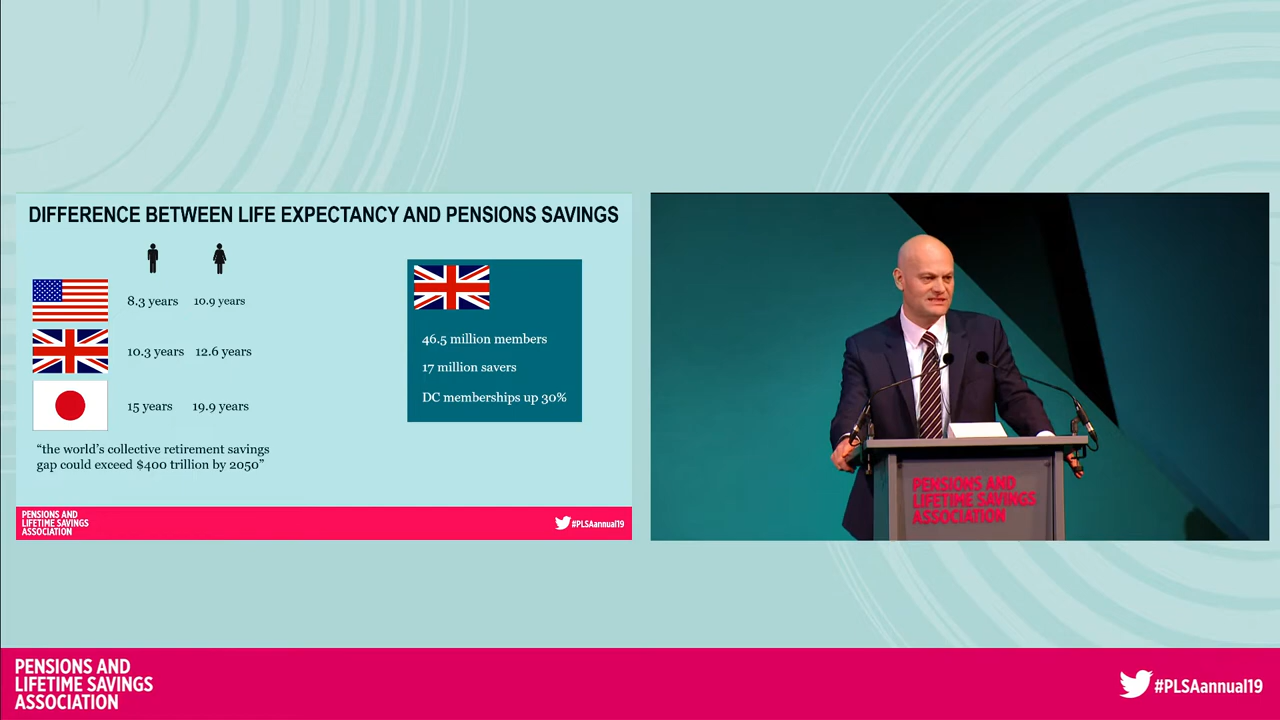 DIFFERENCE BETWEEN LIFE EXPECTANCY AND PENSIONS SAVINGS
8.3 years 10.9 years
10.3 years 12.6 years
15 years 19.9 years
“the world’s collective retirement savings
gap could exceed $400 trillion by 2050”
46.5 million members
17 million savers
DC memberships up 30%
PENSIONS AND
LIFETIME SAVINGS
ASSOCIATION
#PLSAannual19
PENSIONS AND
LIFETIME SAVINGS
ASSOCIATION
PENSIONS AND
LIFETIME SAVINGS
ASSOCIATION
#PLSAannual19